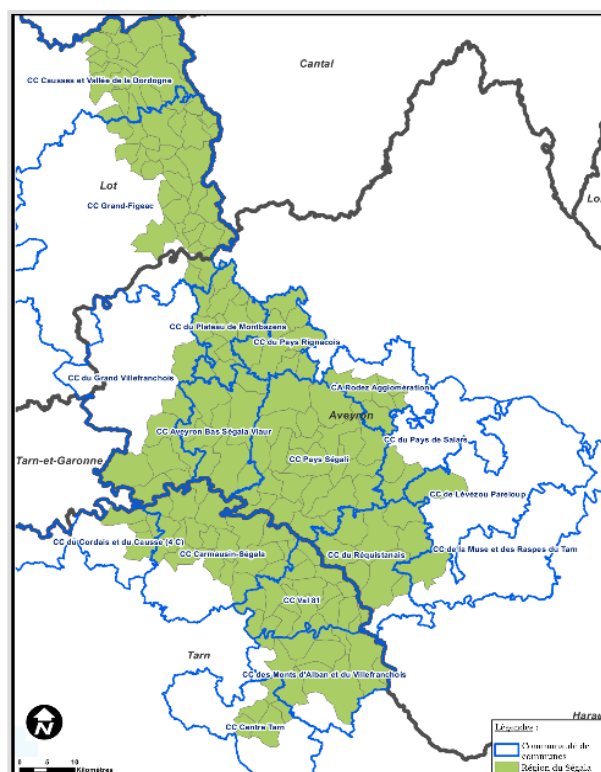 Cantal
CC Causses et Vallée de la Dordogne
Lot
CC Grand-Figeac
CC du Plateau de Montbazens
CC du Pays Rignacois
CC du Grand Villefranchois
CA Rodez Agglomération
Aveyron
CC Aveyron Bas Ségala Viaur
CC du Pays de Salars
Tarn-et-Garonne
CC Pays Ségali
CC de Lévézou Pareloup
CC du Cordais et du Causse (4 C)
CC Carmausin-Ségala
CC du Réquistanais
CC de la Muse et des Raspes du Tarn
CC Val 81
Tarn
CC des Monts d'Alban et du Villefranchois
CC Centre Tarn
N
0 5 10
Kilomètres
Légendes :
Communauté de
communes
Région du Ségala